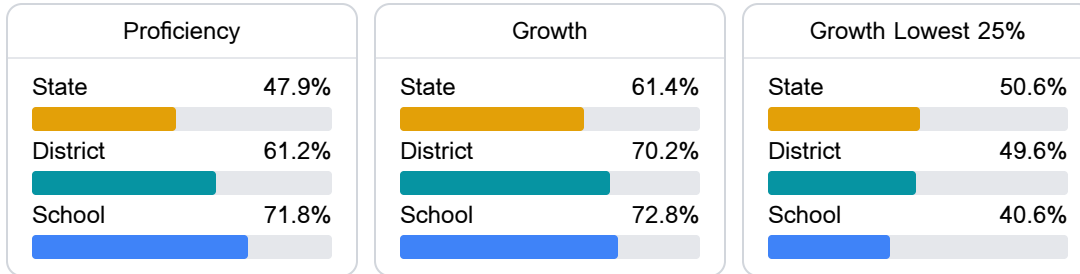 Proficiency
State 47.9%
District 61.2%
School 71.8%
Growth
State 61.4%
District 70.2%
School 72.8%
Growth Lowest 25%
State 50.6%
District 49.6%
School 40.6%